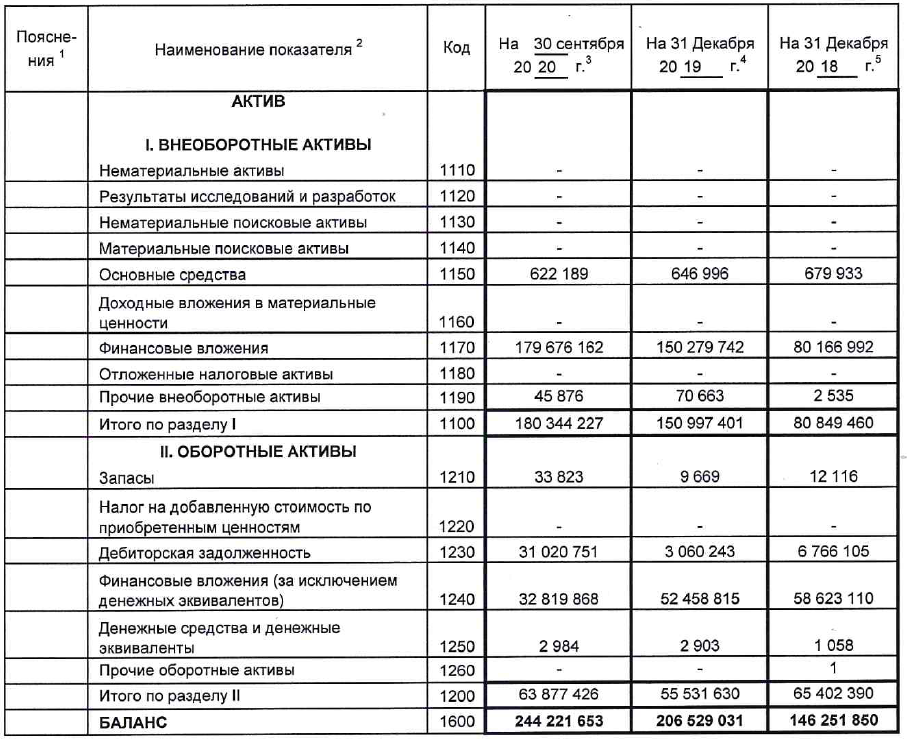 Поясне- ния 1 Наименование показателя 2 Код На 30 сентября 20 20 г.3 На 31 Декабря 20 19 г.4 На 31 Декабря 20 18 г.5
АКТИВ
I. ВНЕОБОРОТНЫЕ АКТИВЫ
Нематериальные активы 1110 - - -
Результаты исследований и разработок 1120 - - -
Нематериальные поисковые активы 1130 - - -
Материальные поисковые активы 1140 - - -
Основные средства 1150 622 189 646 996 679 933
Доходные вложения в материальные
ценности 1160 - - -
Финансовые вложения 1170 179 676 162 150 279 742 80 166 992
Отложенные налоговые активы 1180 - - -
Прочие внеоборотные активы 1190 45 876 70 663 2 535
Итого по разделу I 1100 180 344 227 150 997 401 80 849 460
II. ОБОРОТНЫЕ АКТИВЫ
Запасы 1210 33 823 9 669 12 116
Налог на добавленную стоимость по
приобретенным ценностям 1220 - - -
Дебиторская задолженность 1230 31 020 751 3 060 243 6 766 105
Финансовые вложения (за исключением
денежных эквивалентов) 1240 32 819 868 52 458 815 58 623 110
Денежные средства и денежные
эквиваленты 1250 2 984 2 903 1 058
Прочие оборотные активы 1260 - - 1
Итого по разделу II 1200 63 877 426 55 531 630 65 402 390
БАЛАНС 1600 244 221 653 206 529 031 146 251 850